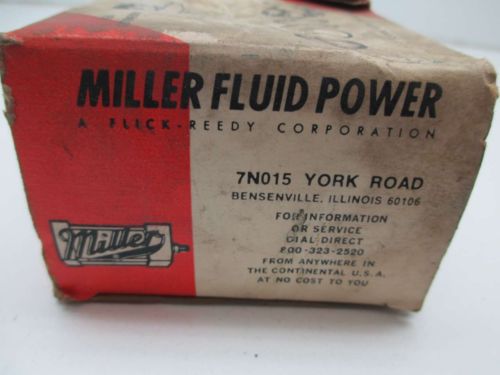 MILLER FLUID POWER
A FLICK-REEDY CORPORATION
7N015 YORK ROAD
BENSENVILLE, ILLINOIS 60106
FOR INFORMATION
OR SERVICE
DIAL DIRECT
800-323-2520
FROM ANYWHERE IN
THE CONTINENTAL U.S.A.
AT NO COST TO YOU
Miller